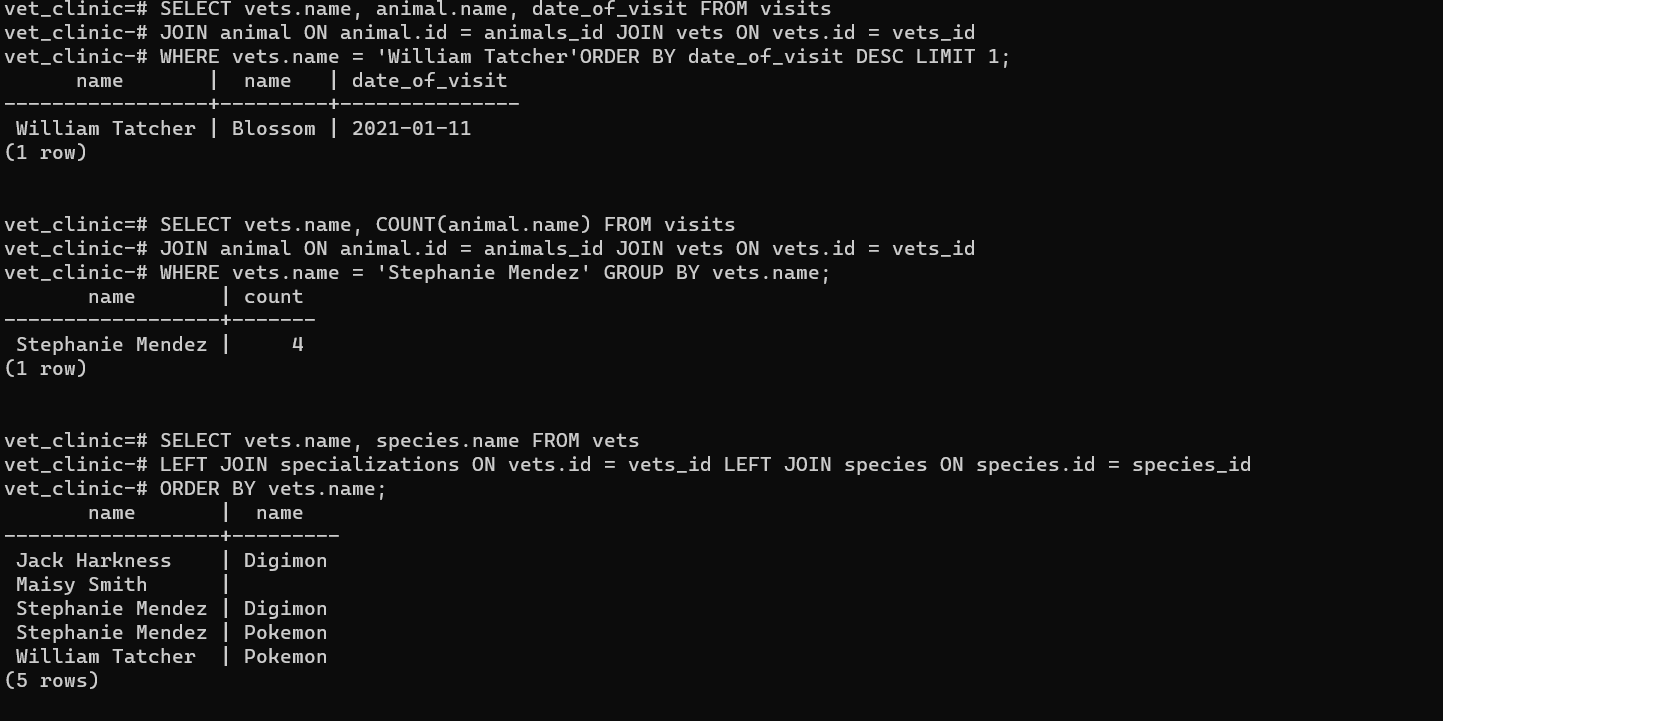 vet_clinic=# SELECT vets.name, animal.name, date_of_visit FROM visits
vet_clinic-# JOIN animal ON animal.id = animals_id JOIN vets ON vets.id = vets_id
vet_clinic-# WHERE vets.name = 'William Tatcher'ORDER BY date_of_visit DESC LIMIT 1;
      name       |  name   | date_of_visit
-----------------+---------+---------------
 William Tatcher | Blossom | 2021-01-11
(1 row)
vet_clinic=# SELECT vets.name, COUNT(animal.name) FROM visits
vet_clinic-# JOIN animal ON animal.id = animals_id JOIN vets ON vets.id = vets_id
vet_clinic-# WHERE vets.name = 'Stephanie Mendez' GROUP BY vets.name;
       name       | count
------------------+-------
 Stephanie Mendez |     4
(1 row)
vet_clinic=# SELECT vets.name, species.name FROM vets
vet_clinic-# LEFT JOIN specializations ON vets.id = vets_id LEFT JOIN species ON species.id = species_id
vet_clinic-# ORDER BY vets.name;
       name       |  name
------------------+---------
 Jack Harkness    | Digimon
 Maisy Smith      |
 Stephanie Mendez | Digimon
 Stephanie Mendez | Pokemon
 William Tatcher  | Pokemon
(5 rows)